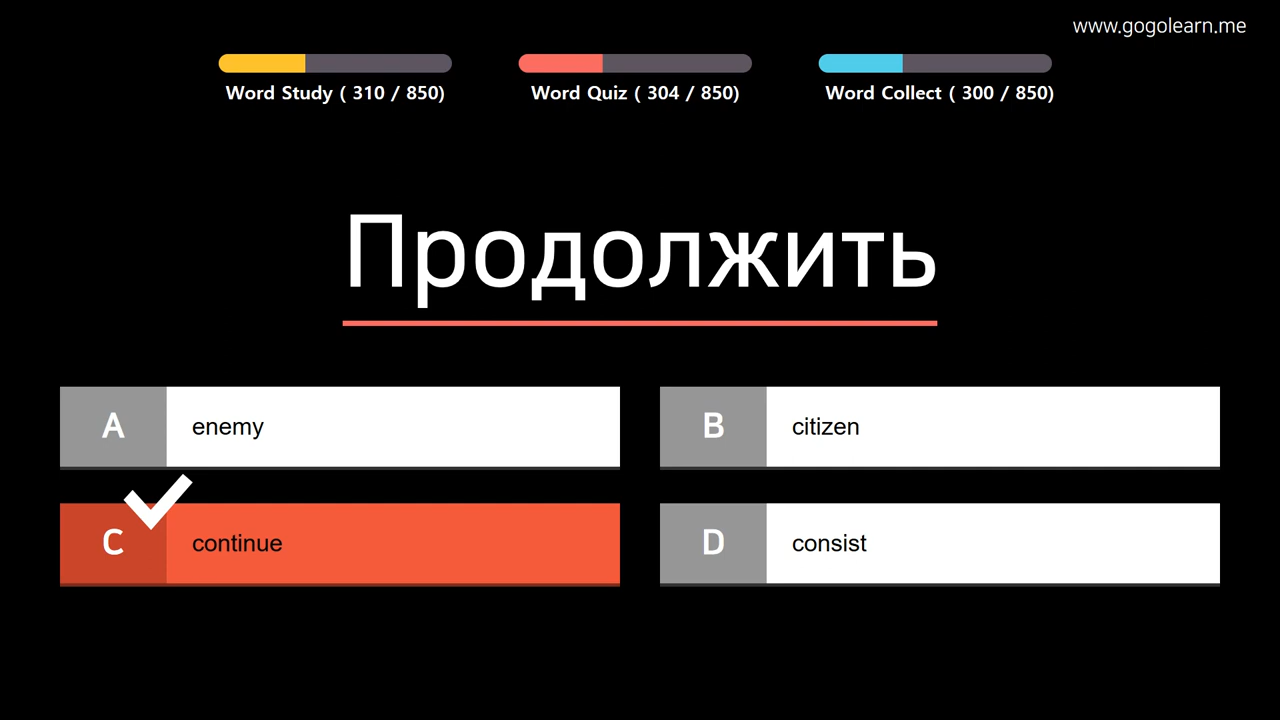 www.gogolearn.me
Word Study ( 310 / 850)
Word Quiz ( 304 / 850)
Word Collect ( 300 / 850)
Продолжить
A enemy
B citizen
C continue
D consist